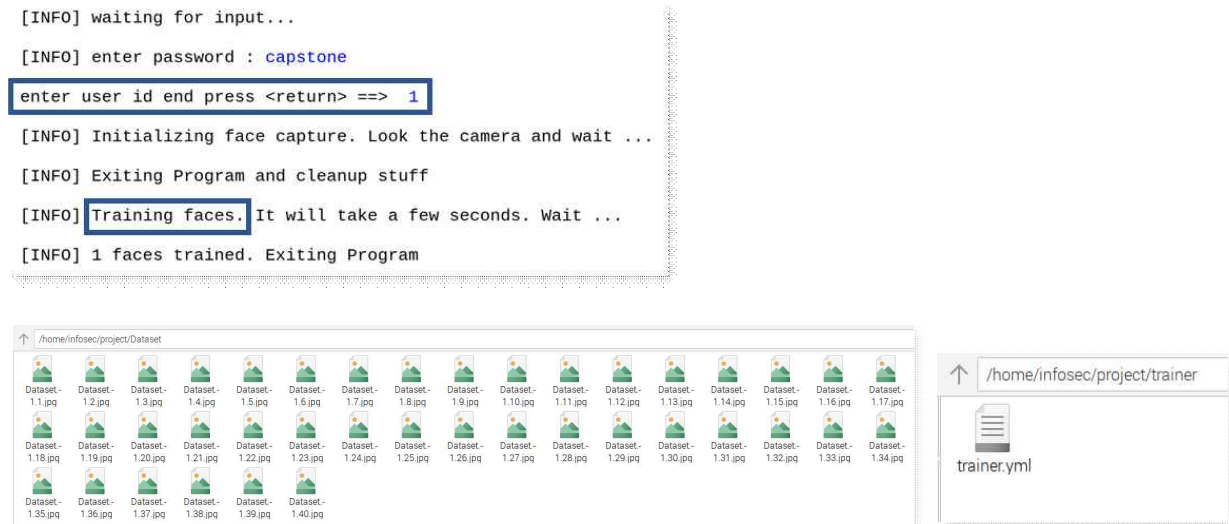 [INFO] waiting for input...
[INFO] enter password : capstone
enter user id end press <return> ==> 1
[INFO] Initializing face capture. Look the camera and wait ...
[INFO] Exiting Program and cleanup stuff
[INFO] Training faces. It will take a few seconds. Wait ...
[INFO] 1 faces trained. Exiting Program
/home/infosec/project/Dataset
Dataset.- Dataset.- Dataset.- Dataset.- Dataset.- Dataset.- Dataset.- Dataset.- Dataset.- Dataset.- Dataset.- Dataset.- Dataset.- Dataset.- Dataset.- Dataset.- Dataset.-
1.1.jpg 1.2.jpg 1.3.jpg 1.4.jpg 1.5.jpg 1.6.jpg 1.7.jpg 1.8.jpg 1.9.jpg 1.10.jpg 1.11.jpg 1.12.jpg 1.13.jpg 1.14.jpg 1.15.jpg 1.16.jpg 1.17.jpg
Dataset.- Dataset.- Dataset.- Dataset.- Dataset.- Dataset.- Dataset.- Dataset.- Dataset.- Dataset.- Dataset.- Dataset.- Dataset.- Dataset.- Dataset.- Dataset.- Dataset.-
1.18.jpg 1.19.jpg 1.20.jpg 1.21.jpg 1.22.jpg 1.23.jpg 1.24.jpg 1.25.jpg 1.26.jpg 1.27.jpg 1.28.jpg 1.29.jpg 1.30.jpg 1.31.jpg 1.32.jpg 1.33.jpg 1.34.jpg
Dataset.- Dataset.- Dataset.- Dataset.- Dataset.- Dataset.-
1.35.jpg 1.36.jpg 1.37.jpg 1.38.jpg 1.39.jpg 1.40.jpg
/home/infosec/project/trainer
trainer.yml